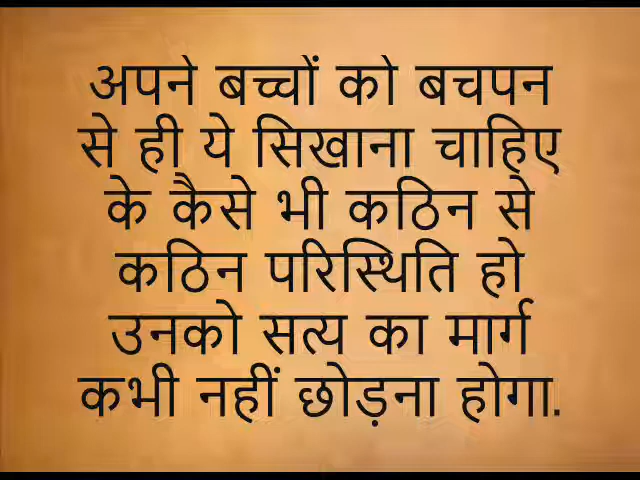 अपने बच्चों को बचपन
से ही ये सिखाना चाहिए
के कैसे भी कठिन से
कठिन परिस्थिति हो
उनको सत्य का मार्ग
कभी नहीं छोड़ना होगा.